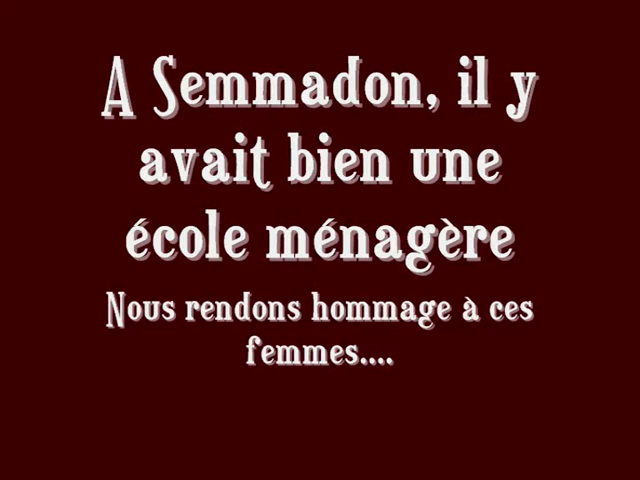 A Semmadon, il y
avait bien une
école ménagère
Nous rendons hommage à ces
femmes....